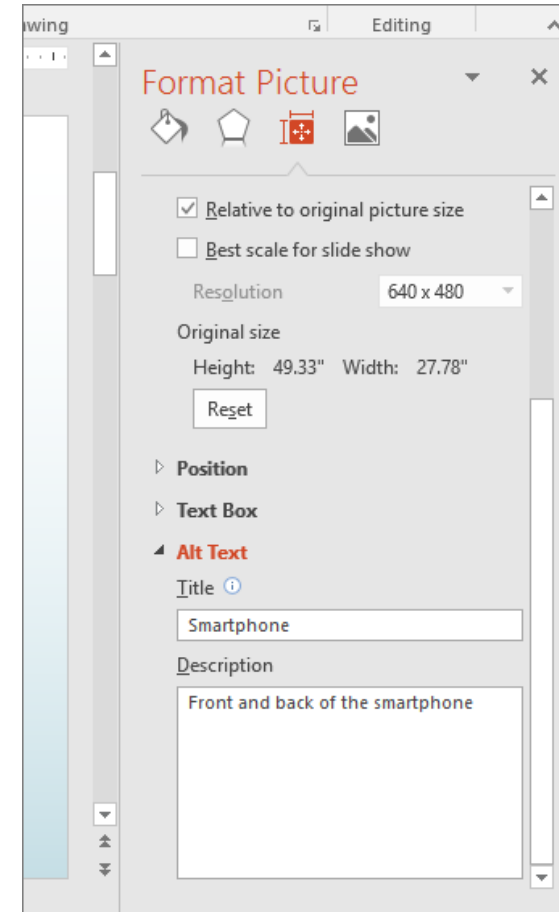 Editing
Format Picture
Relative to original picture size
Best scale for slide show
Resolution 640 x 480
Original size
Height: 49.33" Width: 27.78"
Reset
Position
Text Box
Alt Text
Title
Smartphone
Description
Front and back of the smartphone